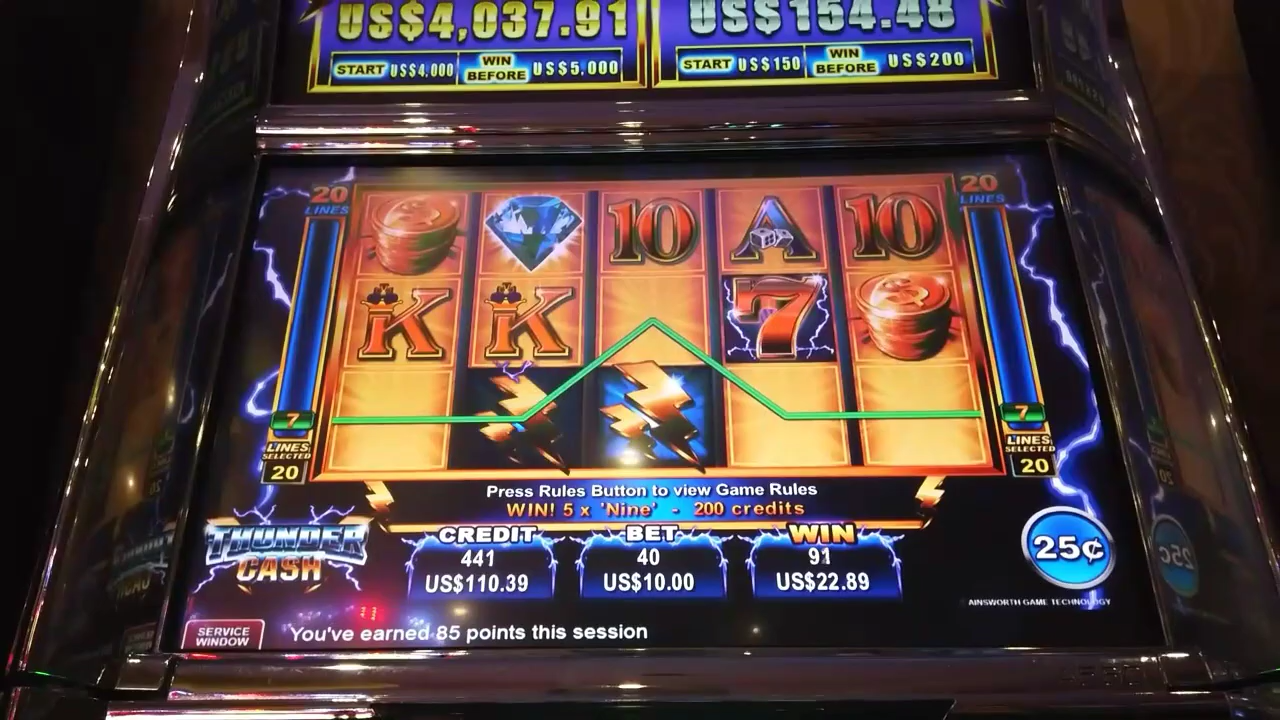 US$4,037.91
US$154.48
START US$4,000 WIN BEFORE US$5,000
START US$150 WIN BEFORE US$200
20 LINES
20 LINES
10 A 10
K K 7
7
LINES SELECTED
20
7
LINES SELECTED
20
Press Rules Button to view Game Rules
WIN! 5 x 'Nine' - 200 credits
THUNDER CASH
CREDIT
441
US$110.39
BET
40
US$10.00
WIN
91
US$22.89
25¢
AINSWORTH GAME TECHNOLOGY
SERVICE WINDOW
You've earned 85 points this session